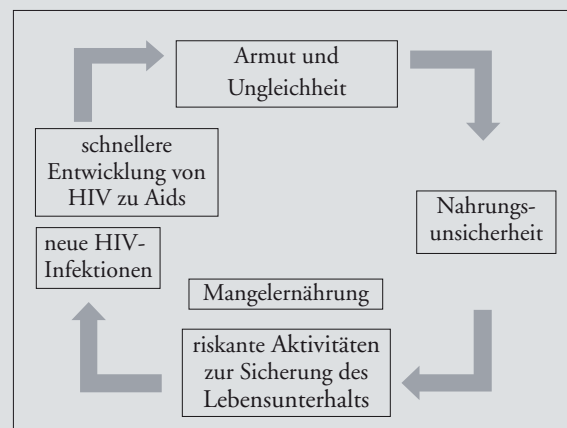 Armut und
Ungleichheit
schnellere
Entwicklung von
HIV zu Aids
Nahrungs-
unsicherheit
neue HIV-
Infektionen
Mangelernährung
riskante Aktivitäten
zur Sicherung des
Lebensunterhalts